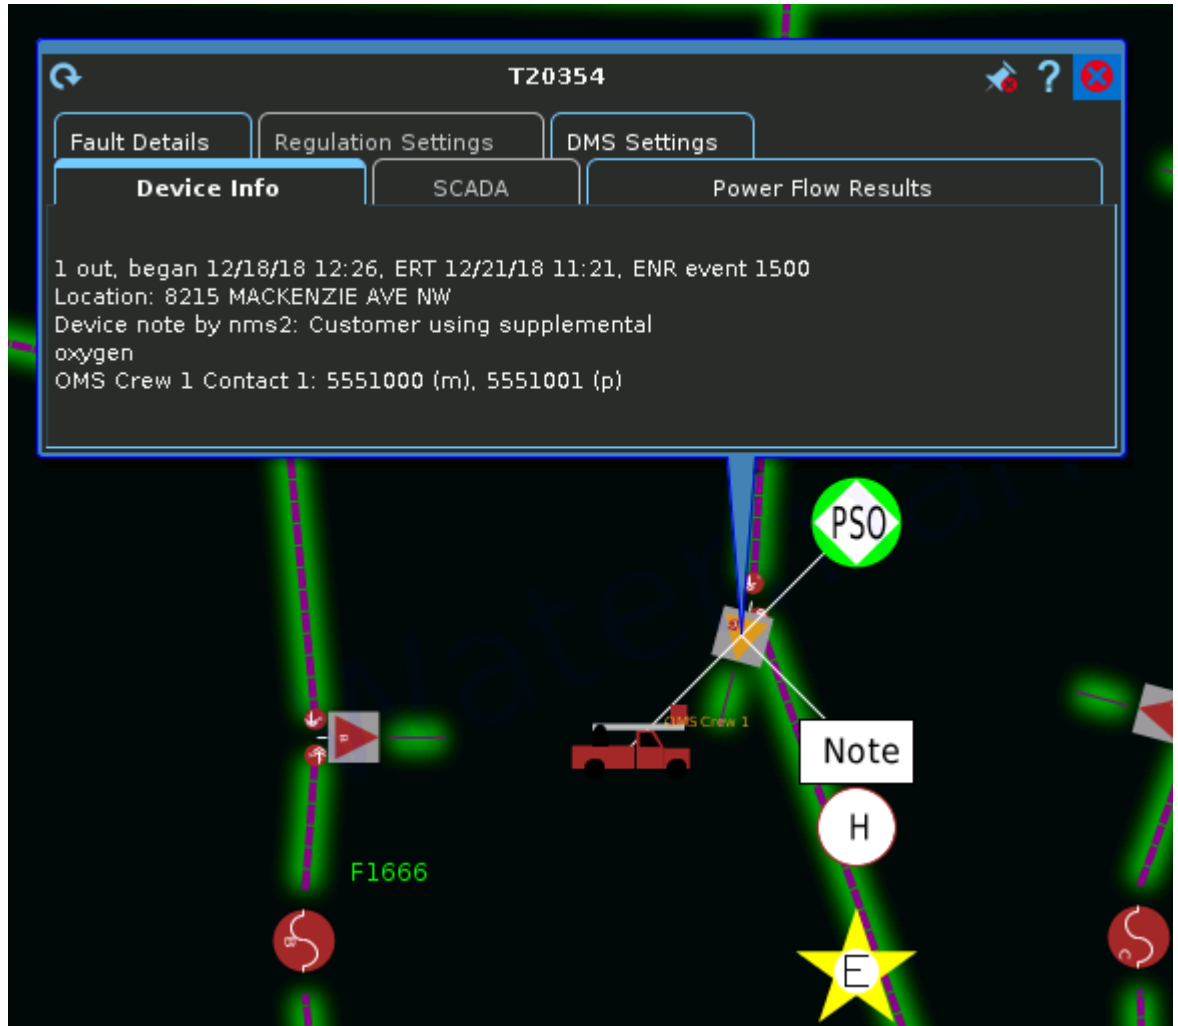 T20354
?
Fault Details
Regulation Settings
DMS Settings
Device Info
SCADA
Power Flow Results
1 out, began 12/18/18 12:26, ERT 12/21/18 11:21, ENR event 1500
Location: 8215 MACKENZIE AVE NW
Device note by nms2: Customer using supplemental
oxygen
OMS Crew 1 Contact 1: 5551000 (m), 5551001 (p)
PSO
OMS Crew 1
Note
H
F1666
E